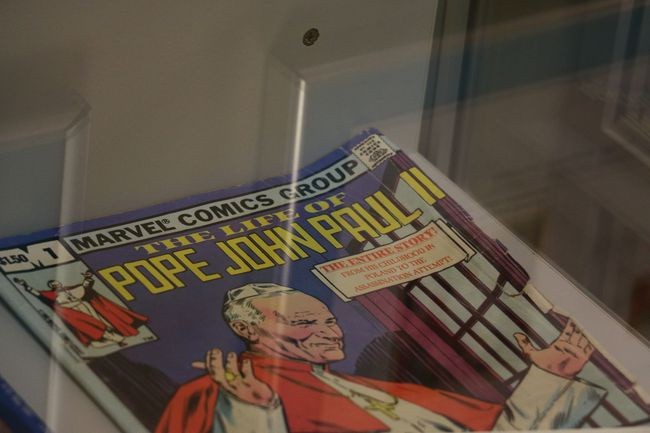 MARVEL® COMICS GROUP
$1.50
1
THE LIFE OF
POPE JOHN PAUL II
THE ENTIRE STORY!
FROM HIS CHILDHOOD IN
POLAND TO THE
ASSASSINATION ATTEMPT!